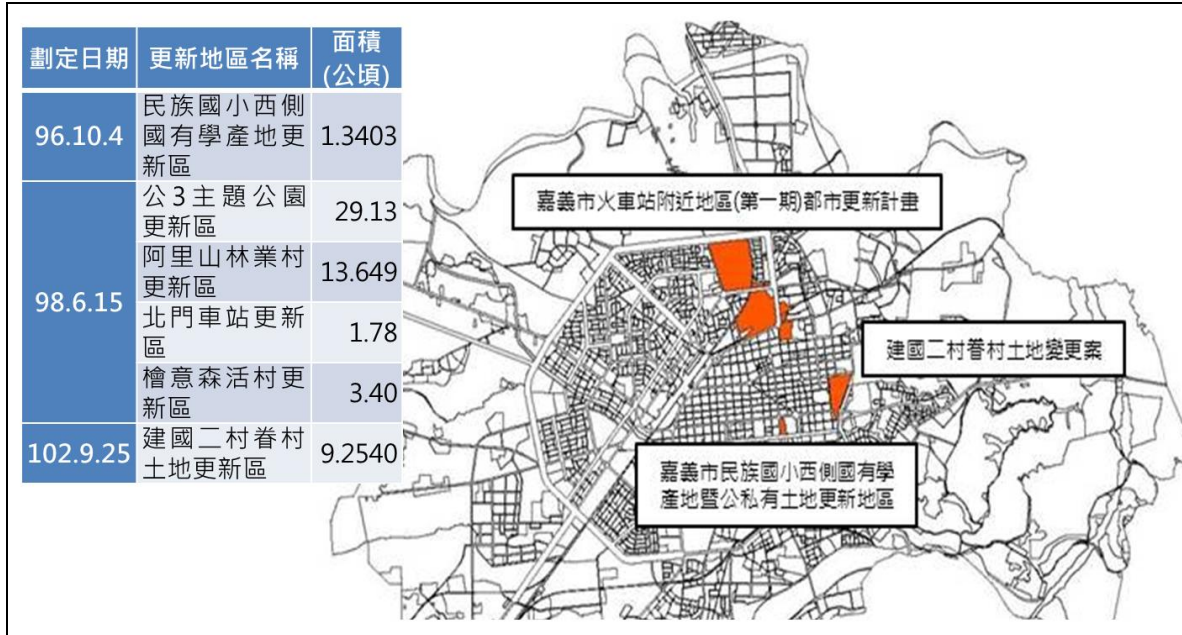 劃定日期 更新地區名稱 面積
(公頃)
96.10.4 民族國小西側
國有學產地更
新區 1.3403
98.6.15 公3主題公園
更新區 29.13
阿里山林業村
更新區 13.649
北門車站更新
區 1.78
檜意森活村更
新區 3.40
102.9.25 建國二村眷村
土地更新區 9.2540
嘉義市火車站附近地區(第一期)都市更新計畫
建國二村眷村土地變更案
嘉義市民族國小西側國有學
產地暨公私有土地更新地區